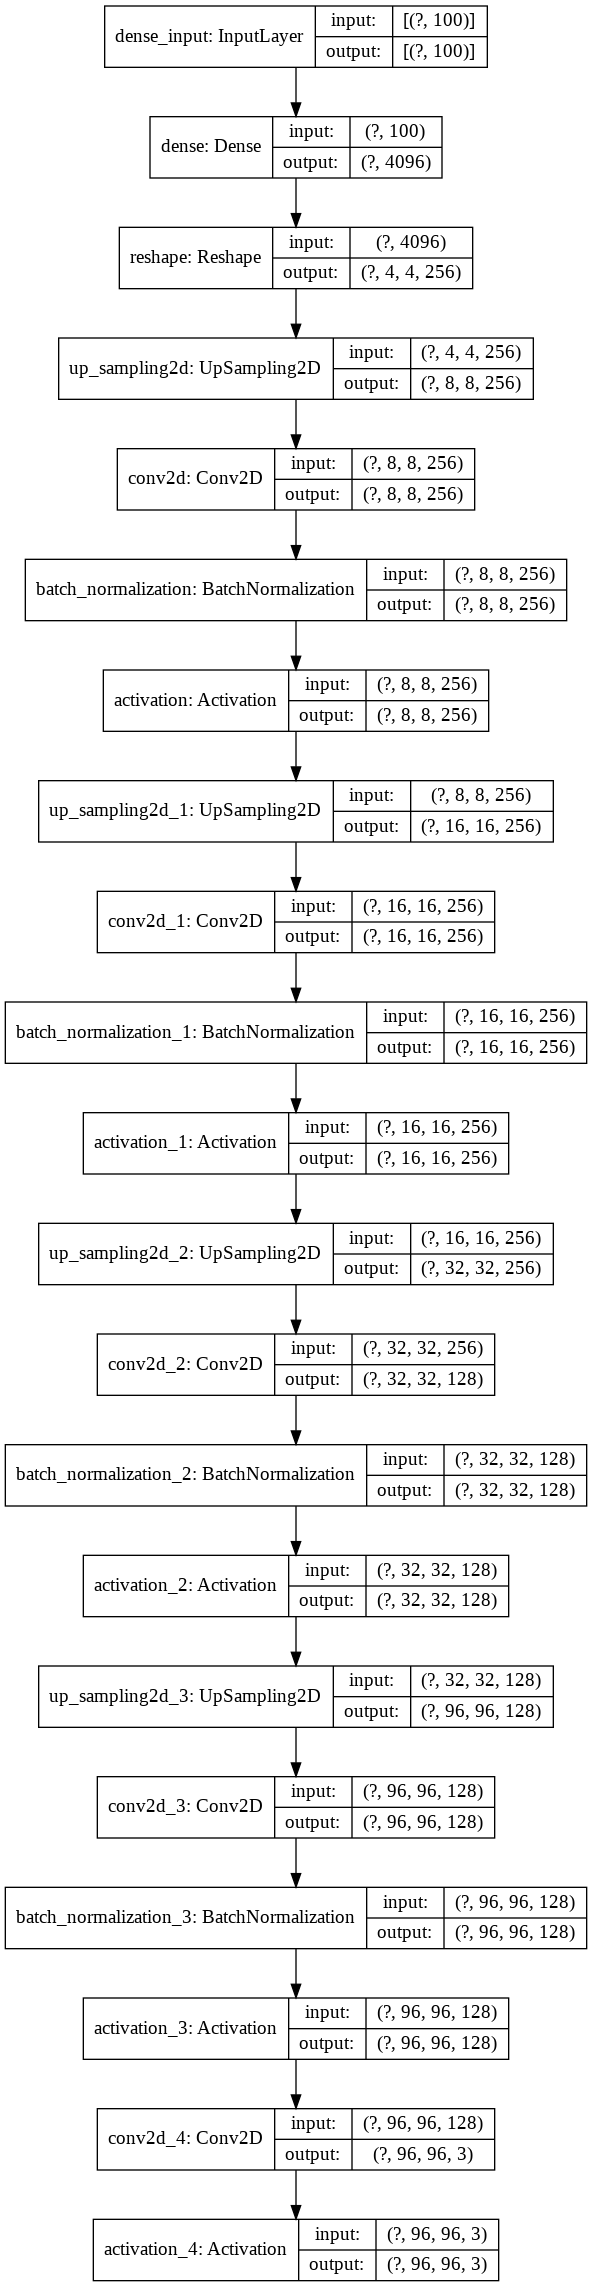 dense_input: InputLayer
input: [(?, 100)]
output: [(?, 100)]
dense: Dense
input: (?, 100)
output: (?, 4096)
reshape: Reshape
input: (?, 4096)
output: (?, 4, 4, 256)
up_sampling2d: UpSampling2D
input: (?, 4, 4, 256)
output: (?, 8, 8, 256)
conv2d: Conv2D
input: (?, 8, 8, 256)
output: (?, 8, 8, 256)
batch_normalization: BatchNormalization
input: (?, 8, 8, 256)
output: (?, 8, 8, 256)
activation: Activation
input: (?, 8, 8, 256)
output: (?, 8, 8, 256)
up_sampling2d_1: UpSampling2D
input: (?, 8, 8, 256)
output: (?, 16, 16, 256)
conv2d_1: Conv2D
input: (?, 16, 16, 256)
output: (?, 16, 16, 256)
batch_normalization_1: BatchNormalization
input: (?, 16, 16, 256)
output: (?, 16, 16, 256)
activation_1: Activation
input: (?, 16, 16, 256)
output: (?, 16, 16, 256)
up_sampling2d_2: UpSampling2D
input: (?, 16, 16, 256)
output: (?, 32, 32, 256)
conv2d_2: Conv2D
input: (?, 32, 32, 256)
output: (?, 32, 32, 128)
batch_normalization_2: BatchNormalization
input: (?, 32, 32, 128)
output: (?, 32, 32, 128)
activation_2: Activation
input: (?, 32, 32, 128)
output: (?, 32, 32, 128)
up_sampling2d_3: UpSampling2D
input: (?, 32, 32, 128)
output: (?, 96, 96, 128)
conv2d_3: Conv2D
input: (?, 96, 96, 128)
output: (?, 96, 96, 128)
batch_normalization_3: BatchNormalization
input: (?, 96, 96, 128)
output: (?, 96, 96, 128)
activation_3: Activation
input: (?, 96, 96, 128)
output: (?, 96, 96, 128)
conv2d_4: Conv2D
input: (?, 96, 96, 128)
output: (?, 96, 96, 3)
activation_4: Activation
input: (?, 96, 96, 3)
output: (?, 96, 96, 3)